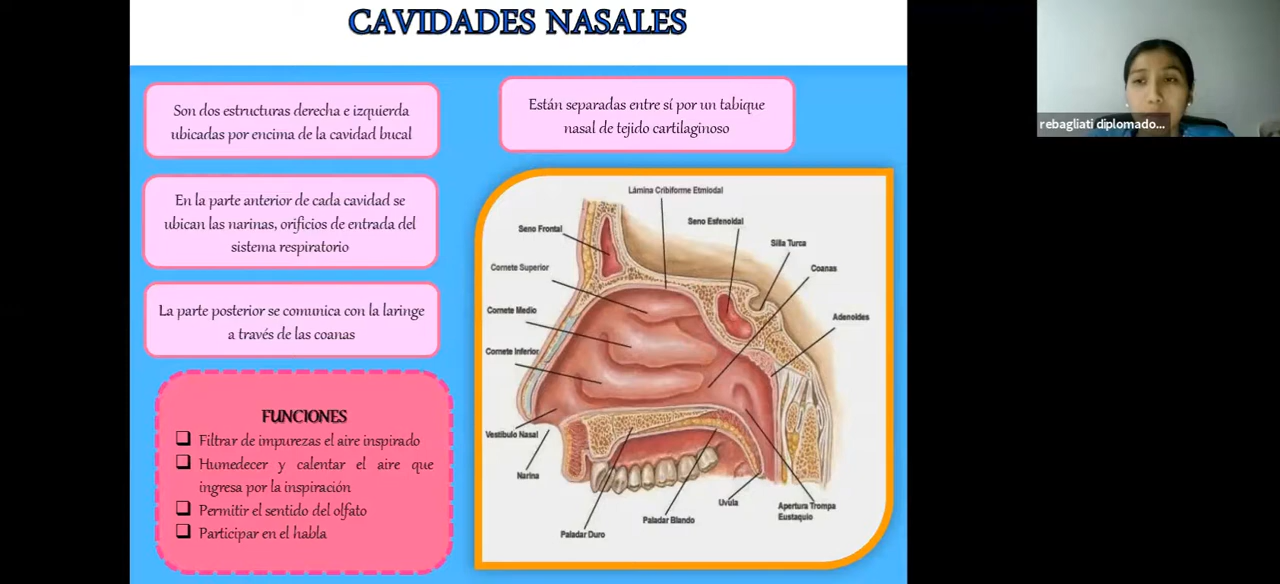 CAVIDADES NASALES
Son dos estructuras derecha e izquierda
ubicadas por encima de la cavidad bucal
En la parte anterior de cada cavidad se
ubican las narinas, orificios de entrada del
sistema respiratorio
La parte posterior se comunica con la laringe
a través de las coanas
FUNCIONES
❑ Filtrar de impurezas el aire inspirado
❑ Humedecer y calentar el aire que
ingresa por la inspiración
❑ Permitir el sentido del olfato
❑ Participar en el habla
Están separadas entre sí por un tabique
nasal de tejido cartilaginoso
Lámina Cribiforme Etmiodal
Seno Esfenoidal
Seno Frontal
Silla Turca
Cornete Superior
Coanas
Cornete Medio
Adenoides
Cornete Inferior
Vestibulo Nasal
Narina
Uvula
Apertura Trompa
Eustaquio
Paladar Blando
Paladar Duro
rebagliati diplomado...